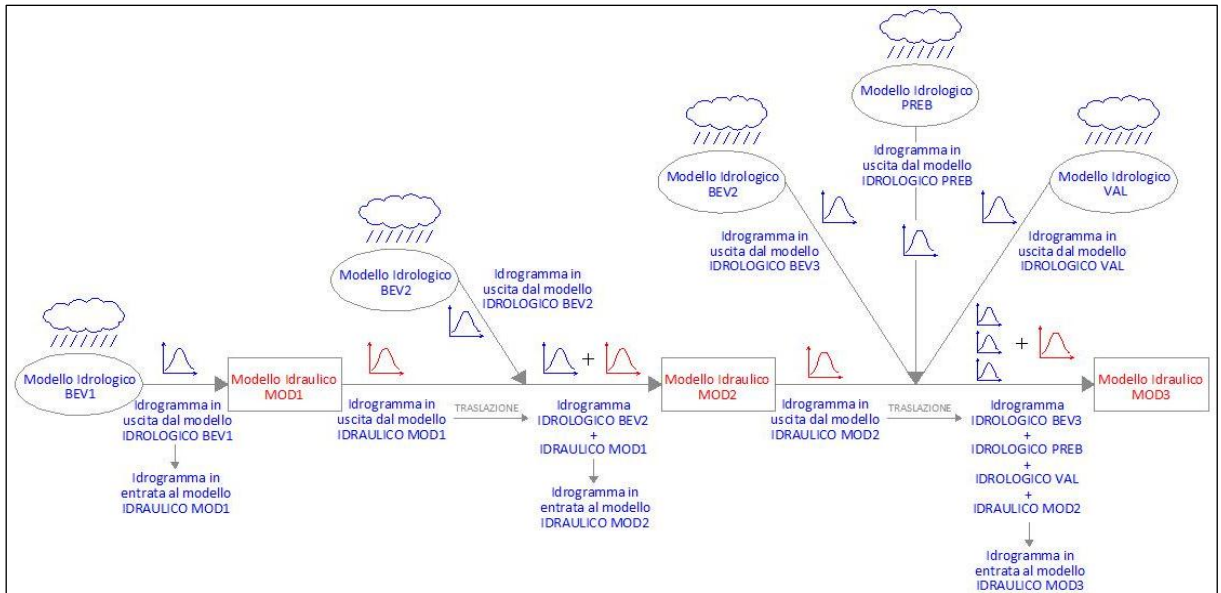 Modello Idrologico
BEV1
Idrogramma in
uscita dal modello
IDROLOGICO BEV1
Idrogramma in
entrata al modello
IDRAULICO MOD1
Modello Idraulico
MOD1
Idrogramma in
uscita dal modello
IDRAULICO MOD1
TRASLAZIONE
Modello Idrologico
BEV2
Idrogramma in
uscita dal modello
IDROLOGICO BEV2
+
Idrogramma
IDROLOGICO BEV2
+
IDRAULICO MOD1
Idrogramma in
entrata al modello
IDRAULICO MOD2
Modello Idraulico
MOD2
Idrogramma in
uscita dal modello
IDRAULICO MOD2
TRASLAZIONE
Modello Idrologico
BEV2
Idrogramma in
uscita dal modello
IDROLOGICO BEV3
Modello Idrologico
PREB
Idrogramma in
uscita dal modello
IDROLOGICO PREB
Modello Idrologico
VAL
Idrogramma in
uscita dal modello
IDROLOGICO VAL
+
Idrogramma
IDROLOGICO BEV3
+
IDROLOGICO PREB
+
IDROLOGICO VAL
+
IDRAULICO MOD2
Idrogramma in
entrata al modello
IDRAULICO MOD3
Modello Idraulico
MOD3